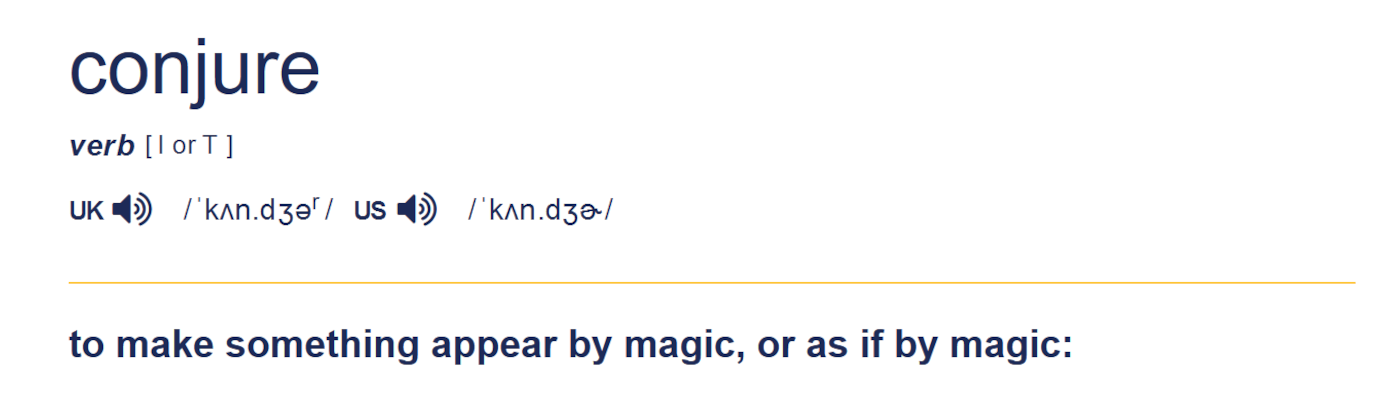 conjure
verb [ I or T ]
UK /ˈkʌn.dʒəʳ/ US /ˈkʌn.dʒɚ/
to make something appear by magic, or as if by magic: